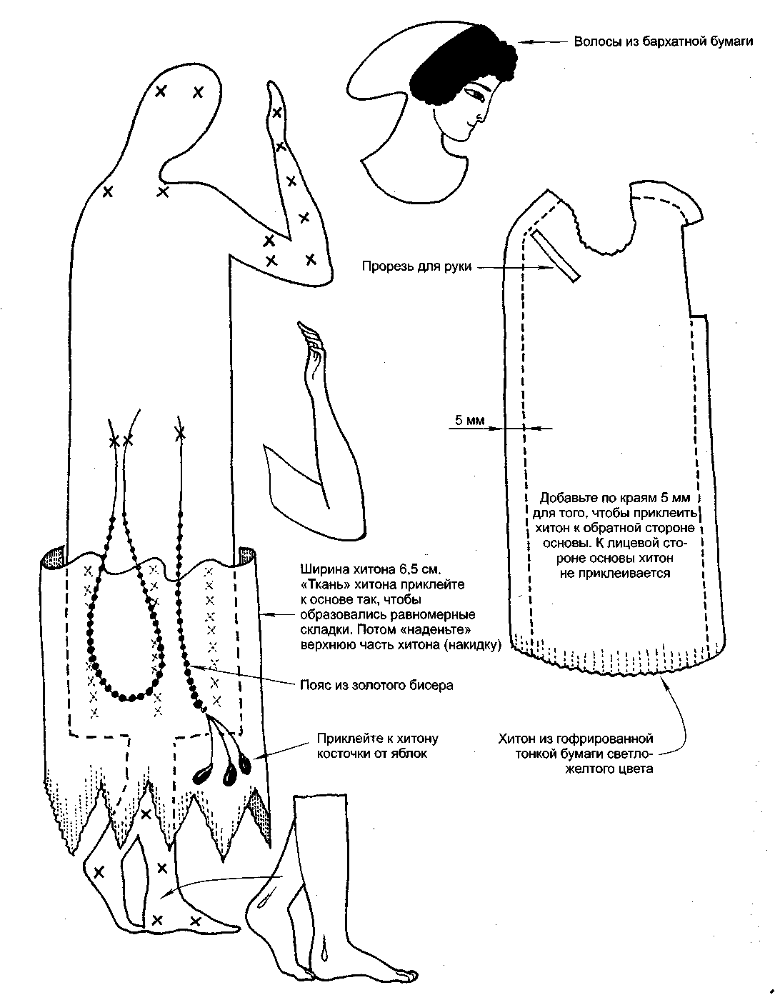 Волосы из бархатной бумаги
Прорезь для руки
5 мм
Добавьте по краям 5 мм
для того, чтобы приклеить
хитон к обратной стороне
основы. К лицевой сто-
роне основы хитон
не приклеивается
Ширина хитона 6,5 см.
«Ткань» хитона приклейте
к основе так, чтобы
образовались равномерные
складки. Потом «наденьте»
верхнюю часть хитона (накидку)
Пояс из золотого бисера
Приклейте к хитону
косточки от яблок
Хитон из гофрированной
тонкой бумаги светло-
желтого цвета